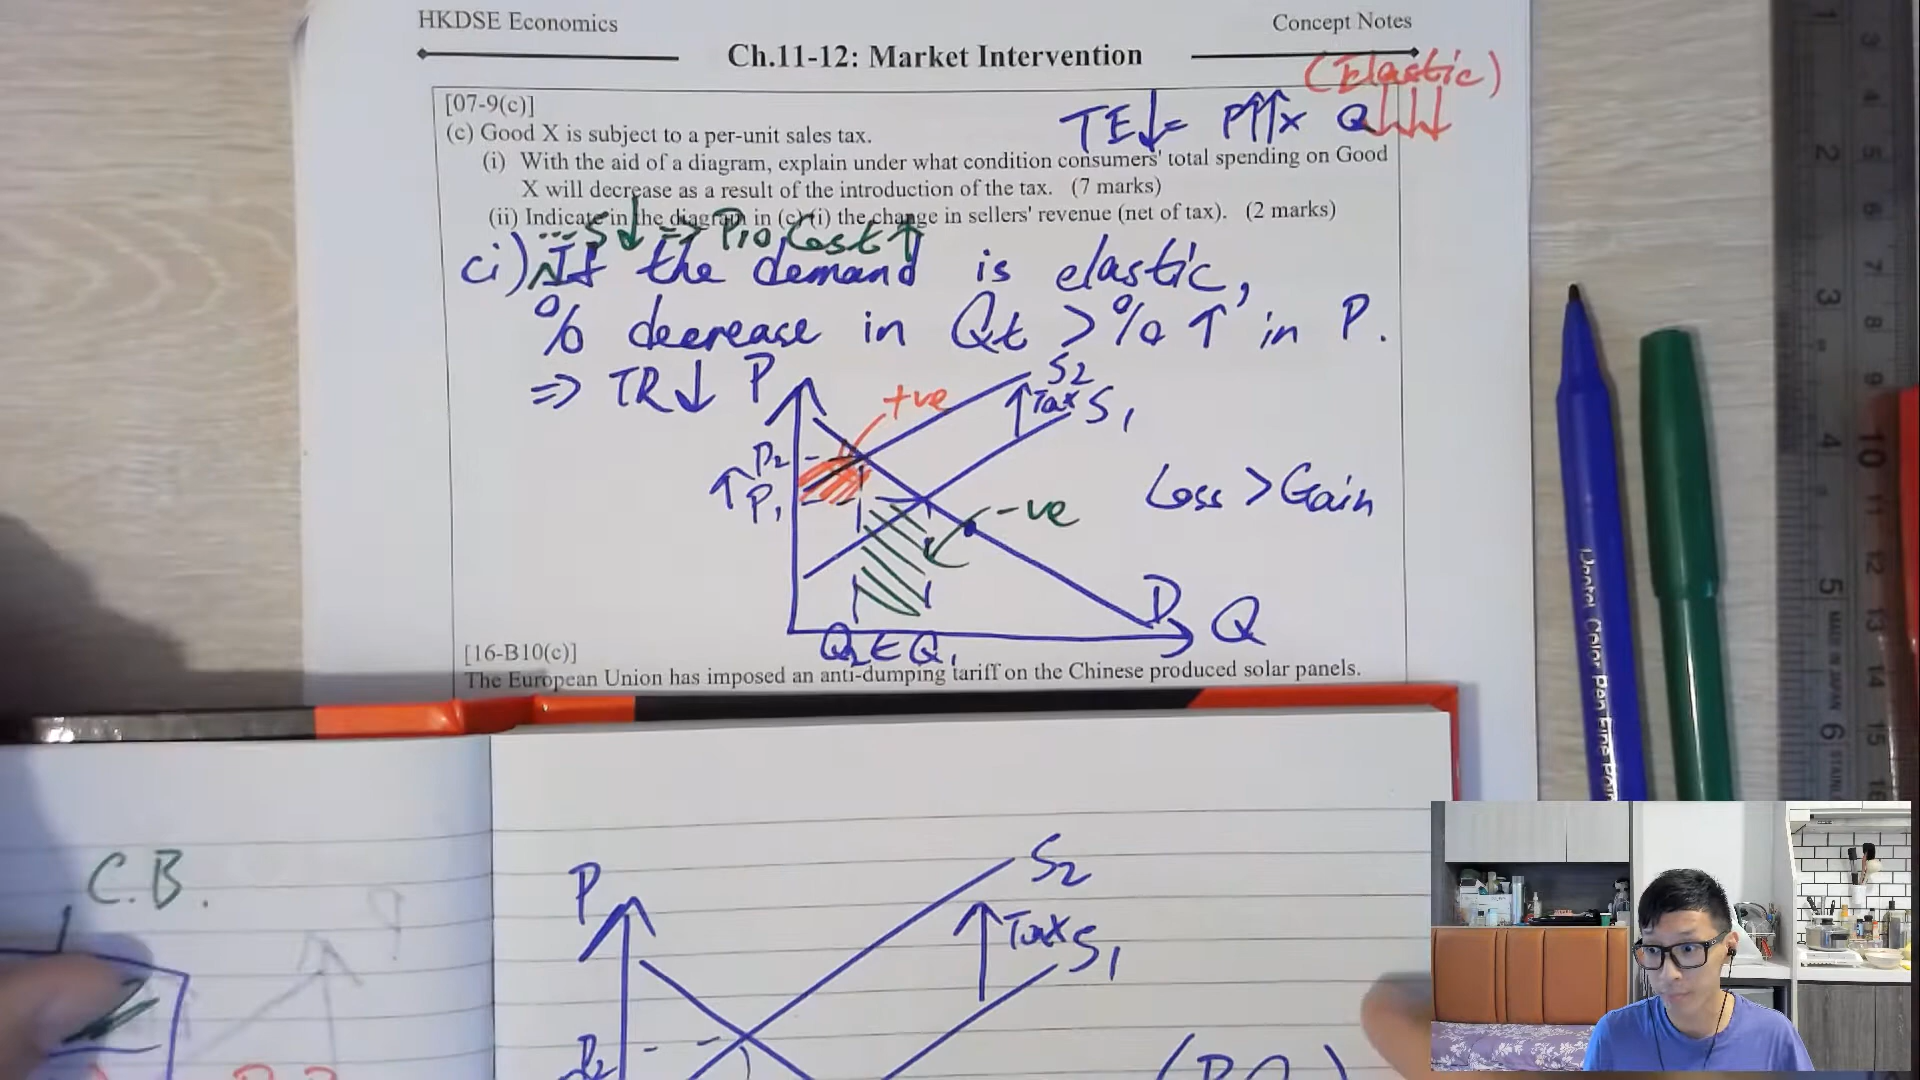 HKDSE Economics
Concept Notes
Ch.11-12: Market Intervention
(Elastic)
[07-9(c)]
TE↓ = P↑↑ x Q↓↓↓
(c) Good X is subject to a per-unit sales tax.
(i) With the aid of a diagram, explain under what condition consumers' total spending on Good
X will decrease as a result of the introduction of the tax. (7 marks)
(ii) Indicate in the diagram in (c) (i) the change in sellers' revenue (net of tax). (2 marks)
... S↓ => Pro Cost ↑
ci) If the demand is elastic,
% decrease in Qt > % ↑ in P.
=> TR↓
P
S2
+ve
↑Tax S1
P2
↑P1
-ve
Loss > Gain
D
Q
Q2 ← Q1
[16-B10(c)]
The European Union has imposed an anti-dumping tariff on the Chinese produced solar panels.
C.B.
P
S2
↑Tax S1
P2